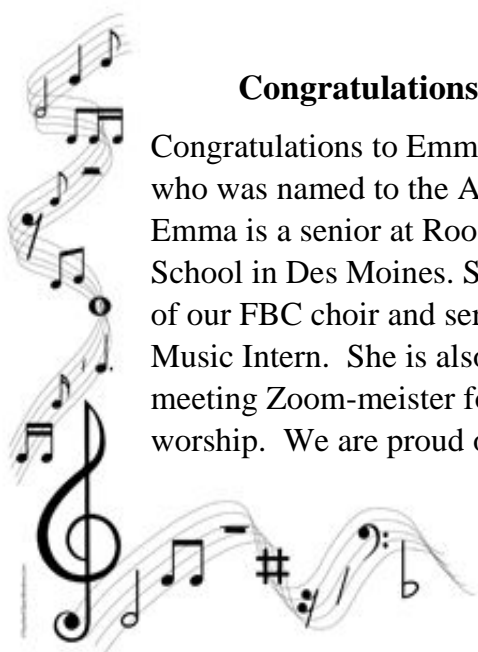 Congratulations
Congratulations to Emm
who was named to the A
Emma is a senior at Roo
School in Des Moines. S
of our FBC choir and ser
Music Intern.  She is also
meeting Zoom-meister fo
worship.  We are proud o